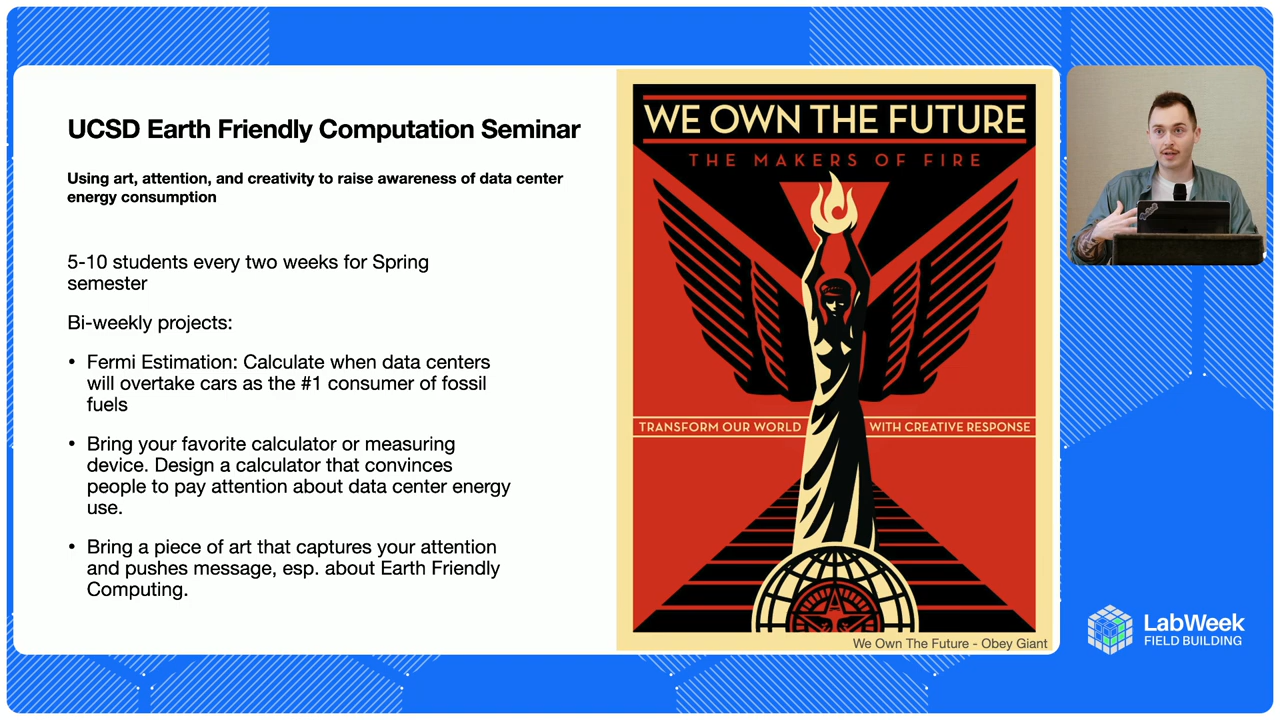 UCSD Earth Friendly Computation Seminar
Using art, attention, and creativity to raise awareness of data center
energy consumption
5-10 students every two weeks for Spring
semester
Bi-weekly projects:
• Fermi Estimation: Calculate when data centers
will overtake cars as the #1 consumer of fossil
fuels
• Bring your favorite calculator or measuring
device. Design a calculator that convinces
people to pay attention about data center energy
use.
• Bring a piece of art that captures your attention
and pushes message, esp. about Earth Friendly
Computing.
WE OWN THE FUTURE
THE MAKERS OF FIRE
TRANSFORM OUR WORLD WITH CREATIVE RESPONSE
We Own The Future - Obey Giant
LabWeek
FIELD BUILDING